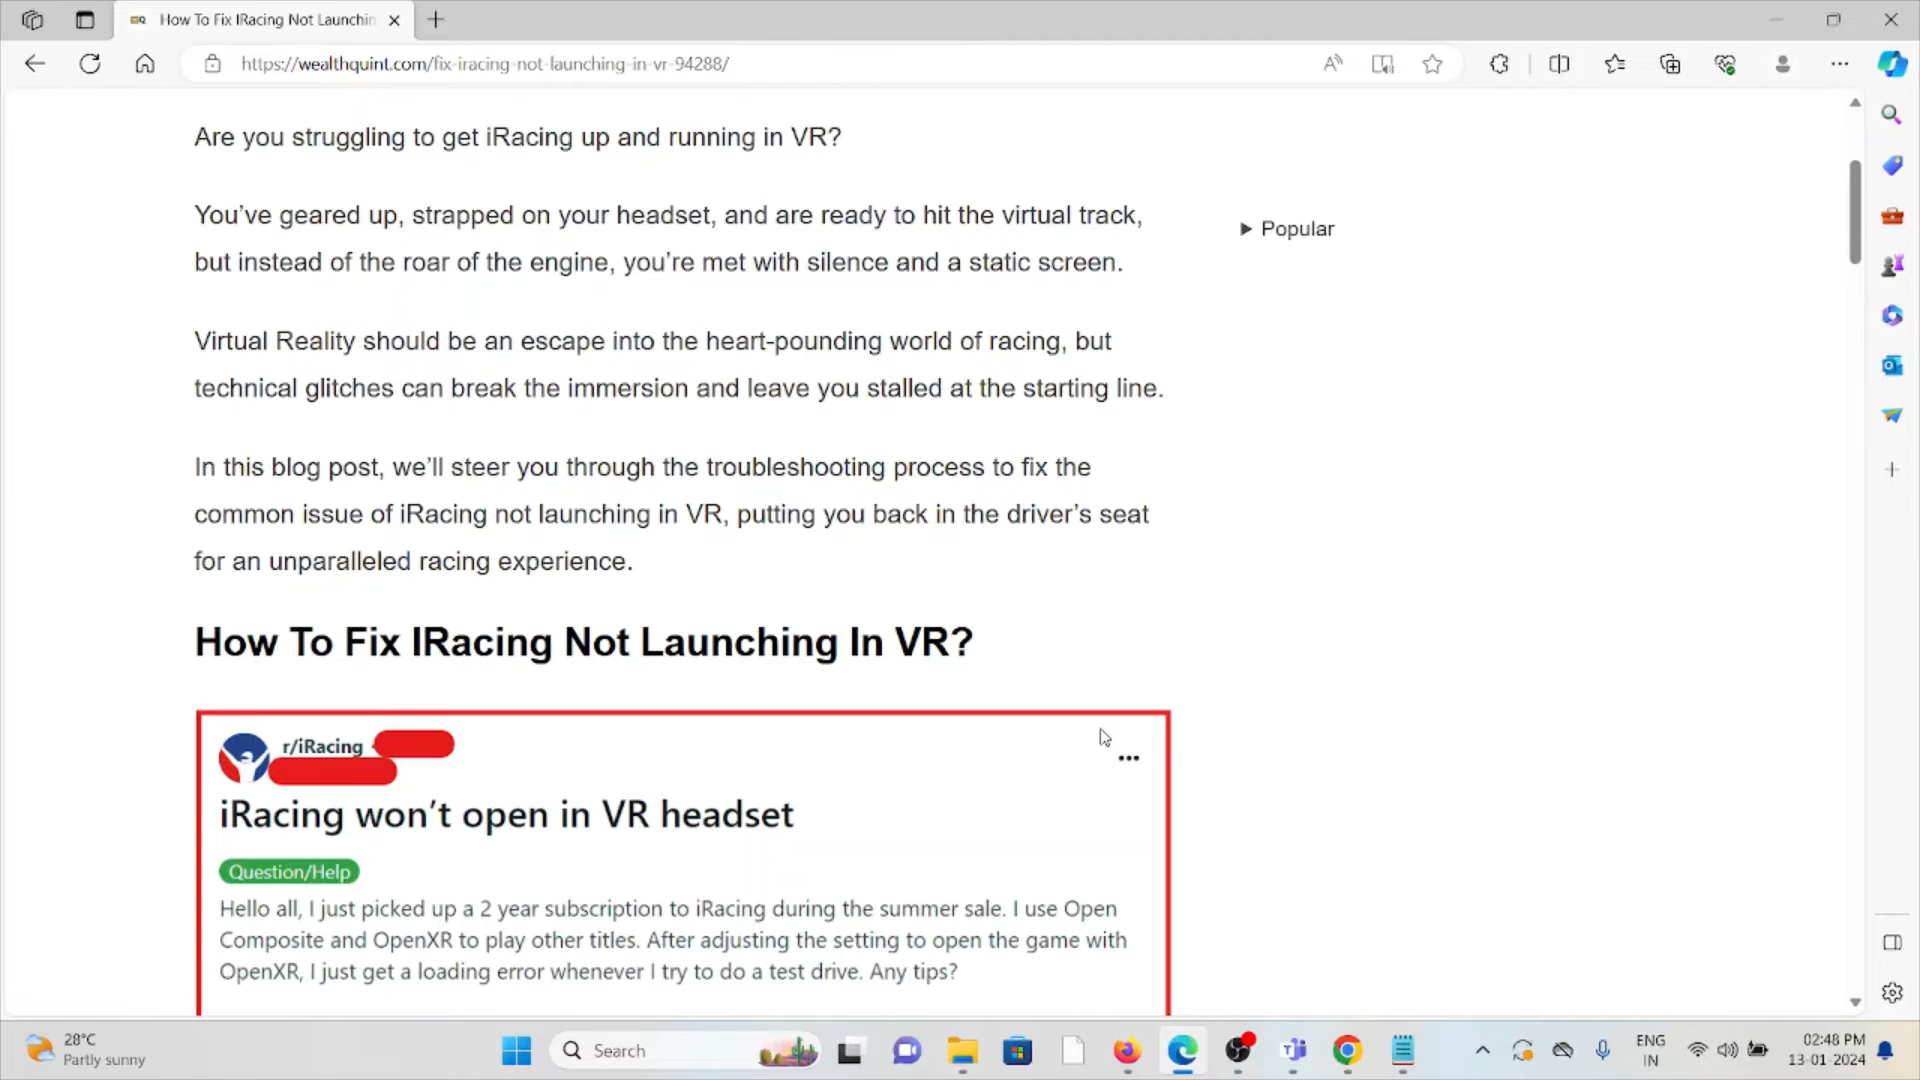 How To Fix IRacing Not Launchin
https://wealthquint.com/fix-iracing-not-launching-in-vr-94288/
Are you struggling to get iRacing up and running in VR?
You’ve geared up, strapped on your headset, and are ready to hit the virtual track,
but instead of the roar of the engine, you’re met with silence and a static screen.
Popular
Virtual Reality should be an escape into the heart-pounding world of racing, but
technical glitches can break the immersion and leave you stalled at the starting line.
In this blog post, we’ll steer you through the troubleshooting process to fix the
common issue of iRacing not launching in VR, putting you back in the driver’s seat
for an unparalleled racing experience.
How To Fix IRacing Not Launching In VR?
r/iRacing
iRacing won’t open in VR headset
Question/Help
Hello all, I just picked up a 2 year subscription to iRacing during the summer sale. I use Open
Composite and OpenXR to play other titles. After adjusting the setting to open the game with
OpenXR, I just get a loading error whenever I try to do a test drive. Any tips?
28°C
Partly sunny
Search
ENG
IN
02:48 PM
13-01-2024